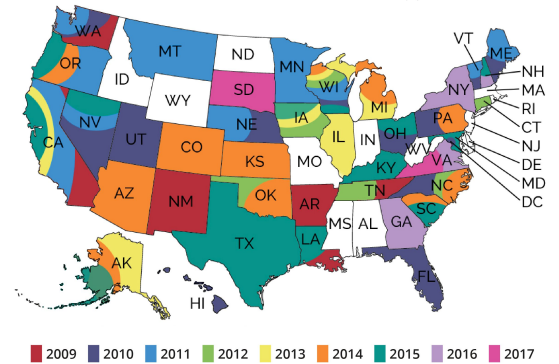 WA
MT
ND
MN
VT
ME
OR
ID
SD
WI
NH
WY
NY
MA
MI
RI
NE
IA
PA
CT
NV
UT
IL
IN
OH
NJ
CA
CO
KS
MO
WV
VA
DE
KY
MD
AZ
NM
OK
AR
TN
NC
DC
SC
TX
LA
MS
AL
GA
AK
HI
FL
2009 2010 2011 2012 2013 2014 2015 2016 2017